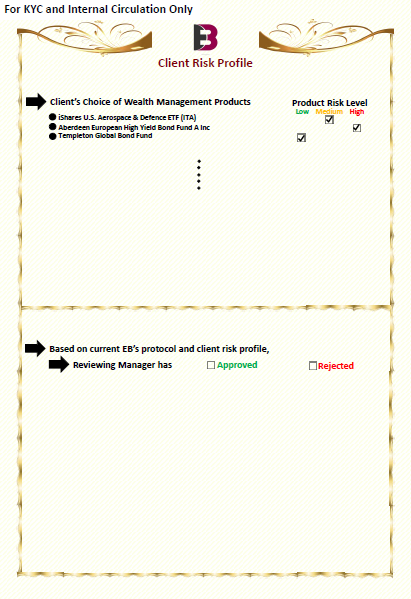 For KYC and Internal Circulation Only
EB
Client Risk Profile
Client's Choice of Wealth Management Products
Product Risk Level
Low Medium High
iShares U.S. Aerospace & Defence ETF (ITA)
Aberdeen European High Yield Bond Fund A Inc
Templeton Global Bond Fund
Based on current EB's protocol and client risk profile,
Reviewing Manager has Approved Rejected